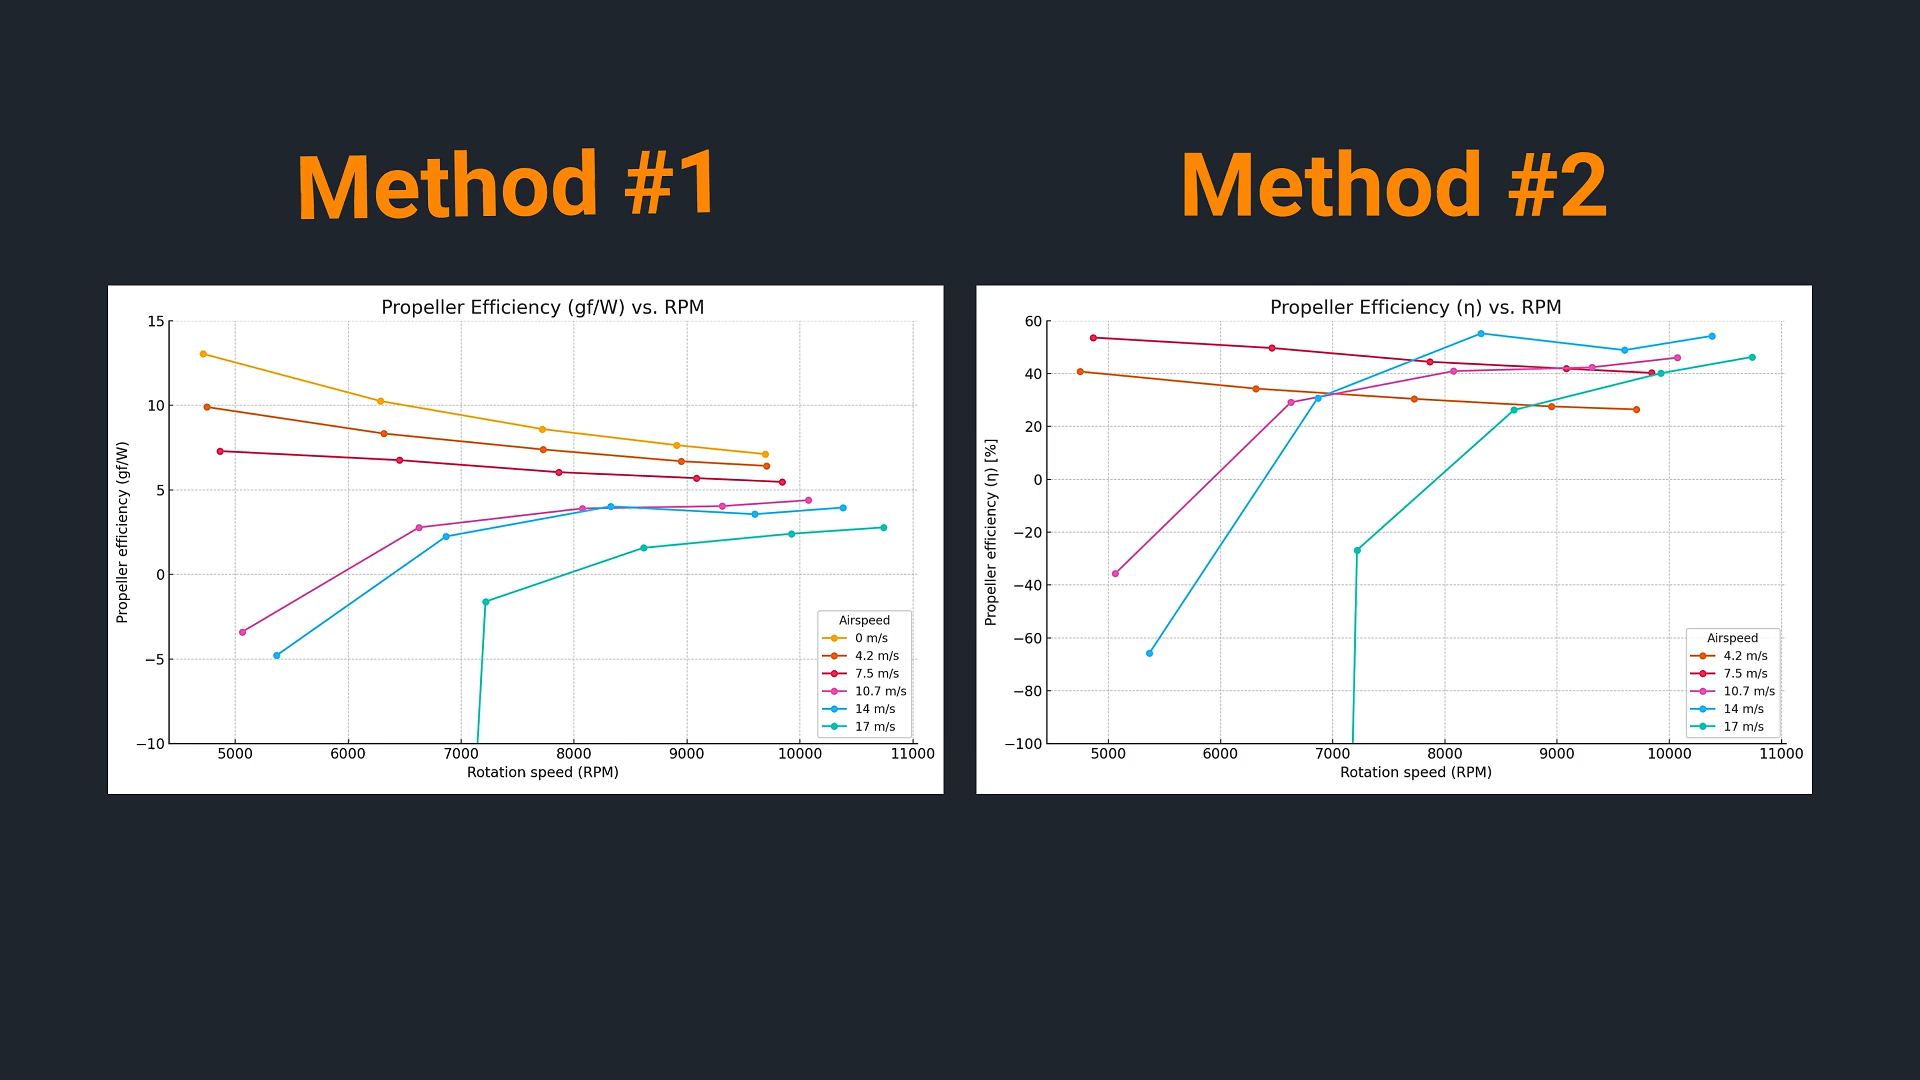 Method #1
Method #2
Propeller Efficiency (gf/W) vs. RPM
Propeller efficiency (gf/W)
15
10
5
0
−5
−10
5000 6000 7000 8000 9000 10000 11000
Rotation speed (RPM)
Airspeed
0 m/s
4.2 m/s
7.5 m/s
10.7 m/s
14 m/s
17 m/s
Propeller Efficiency (η) vs. RPM
Propeller efficiency (η) [%]
60
40
20
0
−20
−40
−60
−80
−100
5000 6000 7000 8000 9000 10000 11000
Rotation speed (RPM)
Airspeed
4.2 m/s
7.5 m/s
10.7 m/s
14 m/s
17 m/s